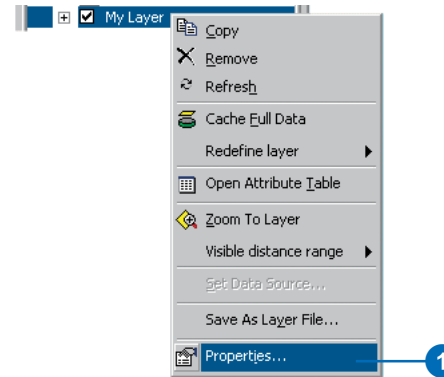 My Layer
Copy
Remove
Refresh
Cache Full Data
Redefine layer
Open Attribute Table
Zoom To Layer
Visible distance range
Set Data Source...
Save As Layer File...
Properties...
1